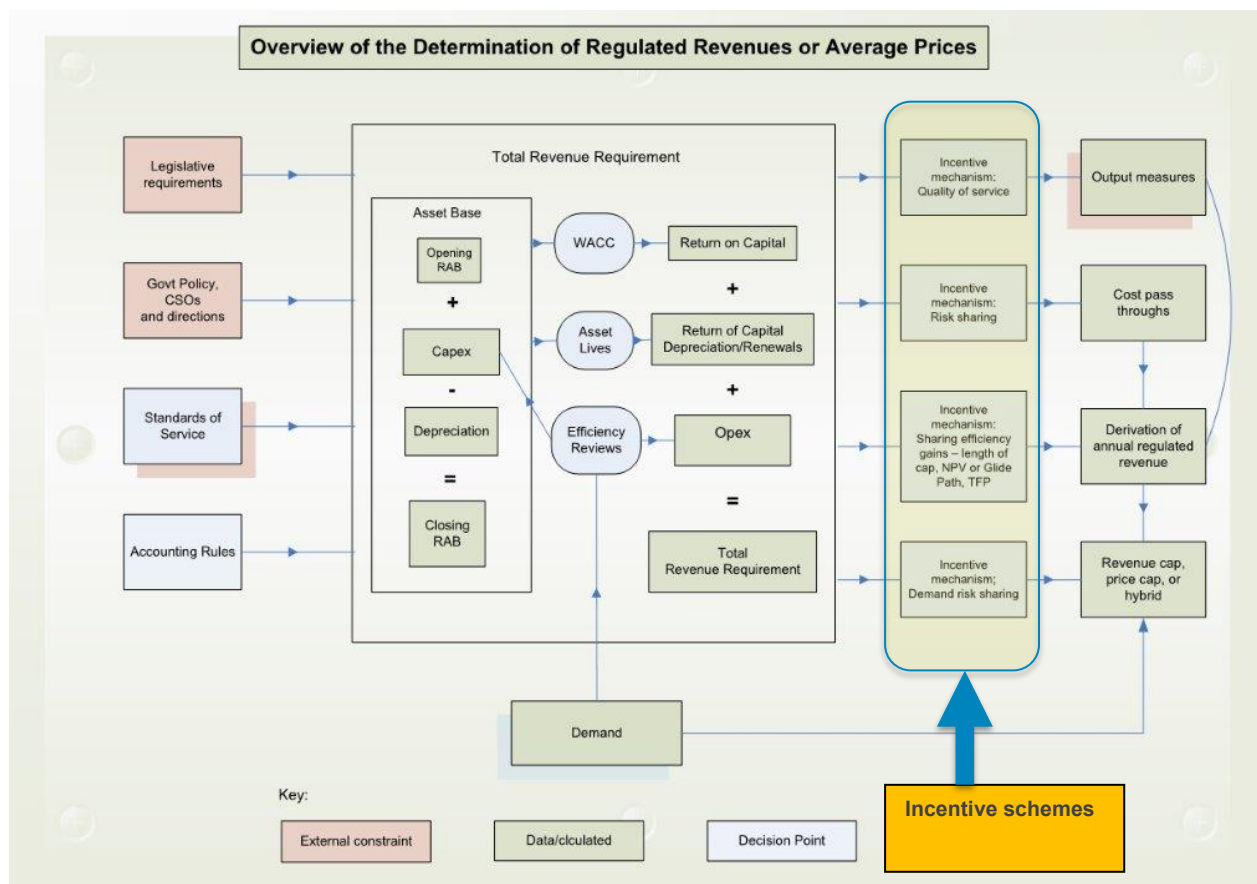 Overview of the Determination of Regulated Revenues or Average Prices
Legislative
requirements
Govt Policy,
CSOs
and directions
Standards of
Service
Accounting Rules
Total Revenue Requirement
Asset Base
Opening
RAB
+
Capex
-
Depreciation
=
Closing
RAB
WACC
Asset
Lives
Efficiency
Reviews
Return on Capital
+
Return of Capital
Depreciation/Renewals
+
Opex
=
Total
Revenue Requirement
Incentive
mechanism:
Quality of service
Incentive
mechanism:
Risk sharing
Incentive
mechanism:
Sharing efficiency
gains – length of
cap, NPV or Glide
Path, TFP
Incentive
mechanism;
Demand risk sharing
Output measures
Cost pass
throughs
Derivation of
annual regulated
revenue
Revenue cap,
price cap, or
hybrid
Demand
Incentive schemes
Key:
External constraint
Data/clculated
Decision Point